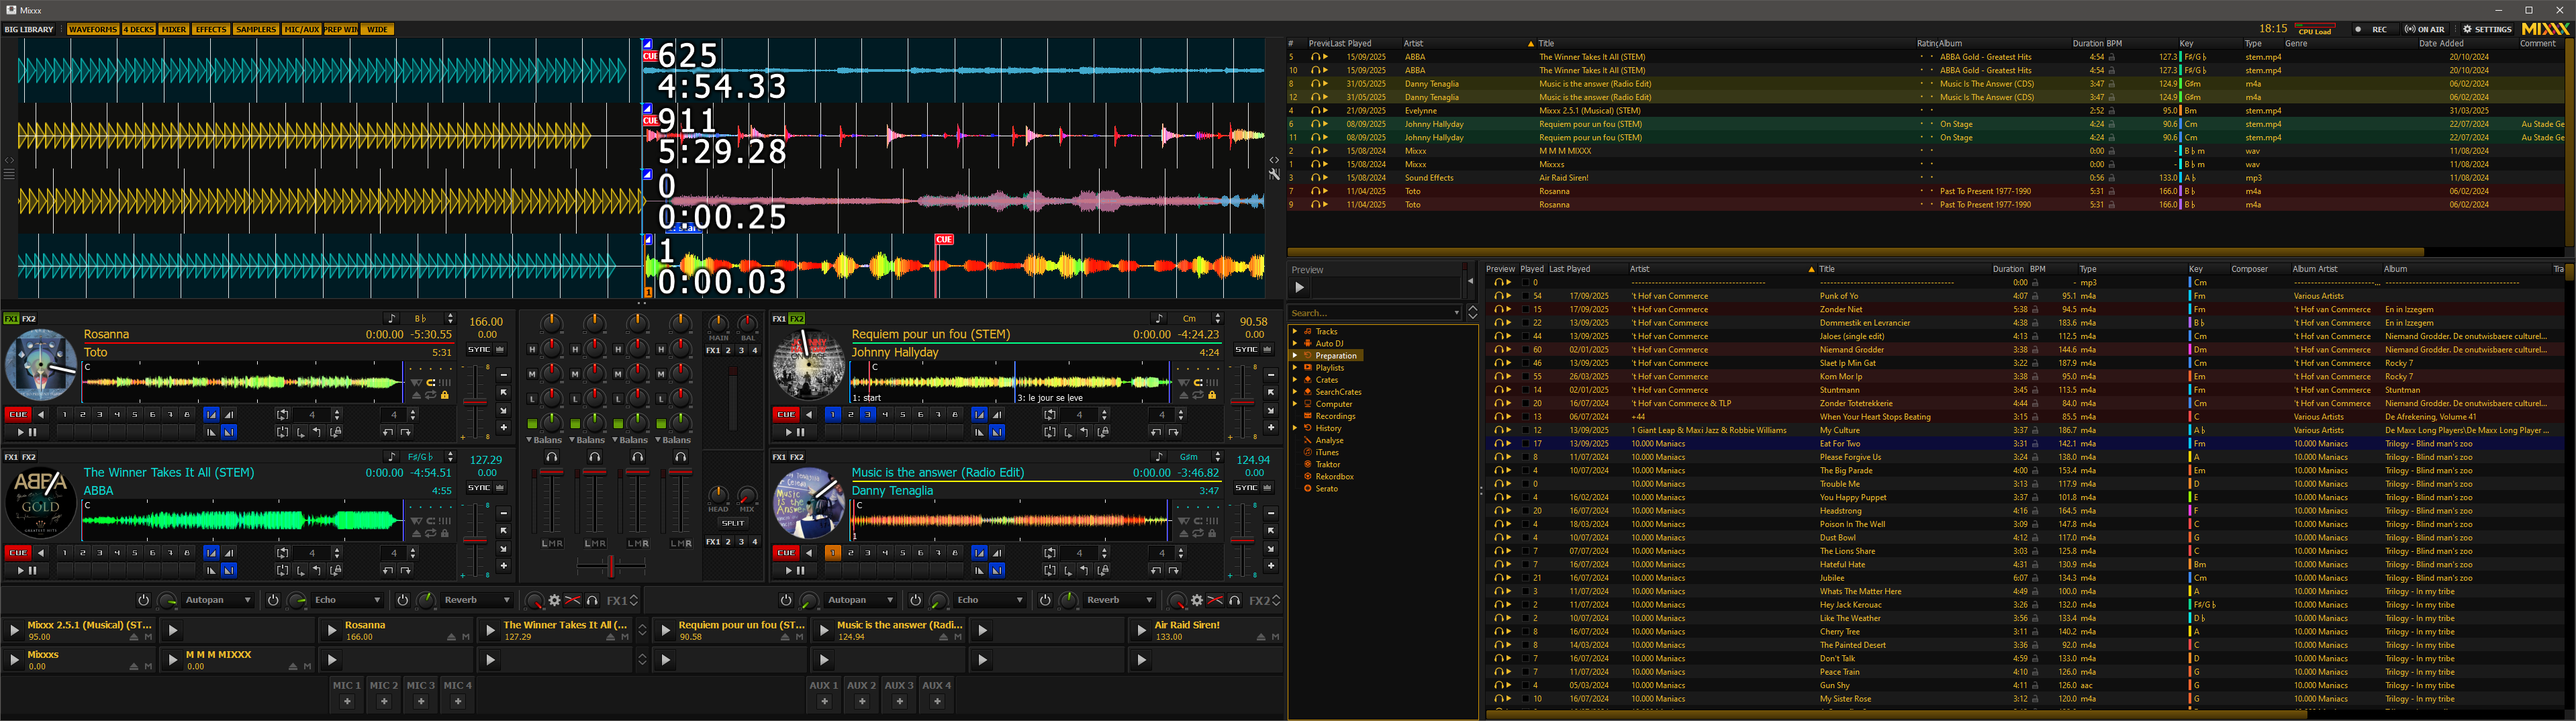 Mixxx
BIG LIBRARY WAVEFORMS 4 DECKS MIXER EFFECTS SAMPLERS MIC/AUX PREP WIN WIDE
18:15 CPU Load REC ON AIR SETTINGS MIXXX
CUE 625
4:54.33
CUE 911
5:29.28
0
0:00.25
CUE
1
0:00.03
1
# Previe Last Played Artist Title Rating Album Duration BPM Key Type Genre Date Added Comment
5 15/09/2025 ABBA The Winner Takes It All (STEM) ABBA Gold - Greatest Hits 4:54 127.3 F#/G♭ stem.mp4 20/10/2024
10 15/09/2025 ABBA The Winner Takes It All (STEM) ABBA Gold - Greatest Hits 4:54 127.3 F#/G♭ stem.mp4 20/10/2024
8 31/05/2025 Danny Tenaglia Music is the answer (Radio Edit) Music Is The Answer (CDS) 3:47 124.9 G#m m4a 06/02/2024
12 31/05/2025 Danny Tenaglia Music is the answer (Radio Edit) Music Is The Answer (CDS) 3:47 124.9 G#m m4a 06/02/2024
4 21/09/2025 Evelynne Mixxx 2.5.1 (Musical) (STEM) 2:52 95.0 Bm stem.mp4 31/03/2025
6 08/09/2025 Johnny Hallyday Requiem pour un fou (STEM) On Stage 4:24 90.6 Cm stem.mp4 22/07/2024 Au Stade Ge
11 08/09/2025 Johnny Hallyday Requiem pour un fou (STEM) On Stage 4:24 90.6 Cm stem.mp4 22/07/2024 Au Stade Ge
2 15/08/2024 Mixxx M M M MIXXX 0:00 - B♭m wav 11/08/2024
1 15/08/2024 Mixxx Mixxxs 0:00 - B♭m wav 11/08/2024
3 15/08/2024 Sound Effects Air Raid Siren! 0:56 133.0 A♭ mp3 11/08/2024
7 11/04/2025 Toto Rosanna Past To Present 1977-1990 5:31 166.0 B♭ m4a 06/02/2024
9 11/04/2025 Toto Rosanna Past To Present 1977-1990 5:31 166.0 B♭ m4a 06/02/2024
FX1 FX2 B♭ 166.00
Rosanna 0:00.00 -5:30.55 0.00
Toto 5:31 SYNC
C
CUE 1 2 3 4 5 6 7 8 4 4
FX1 FX2 F#/G♭ 127.29
The Winner Takes It All (STEM) 0:00.00 -4:54.51 0.00
ABBA 4:55 SYNC
C
CUE 1 2 3 4 5 6 7 8 4 4
MAIN BAL
H H H H FX1 2 3 4
M M M M
L L L L
Balans Balans Balans Balans
HEAD MIX
SPLIT
LMR LMR LMR LMR FX1 2 3 4
FX1 FX2 Cm 90.58
Requiem pour un fou (STEM) 0:00.00 -4:24.23 0.00
Johnny Hallyday 4:24 SYNC
C
1: start 3: le jour se leve
CUE 1 2 3 4 5 6 7 8 4 4
FX1 FX2 G#m 124.94
Music is the answer (Radio Edit) 0:00.00 -3:46.82 0.00
Danny Tenaglia 3:47 SYNC
C
1
CUE 1 2 3 4 5 6 7 8 4 4
Autopan Echo Reverb FX1 Autopan Echo Reverb FX2
Mixxx 2.5.1 (Musical) (ST... Rosanna The Winner Takes It All (... Requiem pour un fou (ST... Music is the answer (Radi... Air Raid Siren!
95.00 166.00 127.29 90.58 124.94 133.00
Mixxxs M M M MIXXX
0.00 0.00
MIC 1 MIC 2 MIC 3 MIC 4 AUX 1 AUX 2 AUX 3 AUX 4
Preview
Search...
Tracks
Auto DJ
Preparation
Playlists
Crates
SearchCrates
Computer
Recordings
History
Analyse
iTunes
Traktor
Rekordbox
Serato
Preview Played Last Played Artist Title Duration BPM Type Key Composer Album Artist Album Tra
0 0:00 - mp3 Cm
54 17/09/2025 't Hof van Commerce Punk of Yo 4:07 95.1 m4a Fm Various Artists
15 17/09/2025 't Hof van Commerce Zonder Niet 5:38 94.5 m4a Fm 't Hof van Commerce En in Izzegem
22 13/09/2025 't Hof van Commerce Dommestik en Levrancier 4:38 183.6 m4a B♭ 't Hof van Commerce En in Izzegem
44 13/09/2025 't Hof van Commerce Jaloes (single edit) 4:13 112.5 m4a Cm 't Hof van Commerce Niemand Grodder. De onutwisbaere culturel...
60 02/01/2025 't Hof van Commerce Niemand Grodder 3:38 144.6 m4a Dm 't Hof van Commerce Niemand Grodder. De onutwisbaere culturel...
46 13/09/2025 't Hof van Commerce Slaet Ip Min Gat 3:22 187.9 m4a Cm 't Hof van Commerce Rocky 7
55 26/03/2025 't Hof van Commerce Kom Mor Ip 3:38 95.0 m4a Em 't Hof van Commerce Rocky 7
14 02/01/2025 't Hof van Commerce Stuntmann 3:45 113.5 m4a Fm 't Hof van Commerce Stuntman
20 16/07/2024 't Hof van Commerce & TLP Zonder Totetrekkerie 4:44 84.0 m4a Cm 't Hof van Commerce Niemand Grodder. De onutwisbaere culturel...
13 06/07/2024 +44 When Your Heart Stops Beating 3:15 85.5 m4a C Various Artists De Afrekening, Volume 41
12 13/09/2025 1 Giant Leap & Maxi Jazz & Robbie Williams My Culture 3:37 186.7 m4a A♭ Various Artists De Maxx Long Players\De Maxx Long Player ...
17 13/09/2025 10.000 Maniacs Eat For Two 3:31 142.1 m4a Fm 10.000 Maniacs Trilogy - Blind man's zoo
8 11/07/2024 10.000 Maniacs Please Forgive Us 3:24 138.0 m4a A 10.000 Maniacs Trilogy - Blind man's zoo
4 10/07/2024 10.000 Maniacs The Big Parade 4:00 153.4 m4a Em 10.000 Maniacs Trilogy - Blind man's zoo
0 10.000 Maniacs Trouble Me 3:13 117.9 m4a D 10.000 Maniacs Trilogy - Blind man's zoo
4 16/02/2024 10.000 Maniacs You Happy Puppet 3:37 101.8 m4a E 10.000 Maniacs Trilogy - Blind man's zoo
20 16/07/2024 10.000 Maniacs Headstrong 4:16 164.5 m4a F 10.000 Maniacs Trilogy - Blind man's zoo
4 18/03/2024 10.000 Maniacs Poison In The Well 3:09 147.8 m4a C 10.000 Maniacs Trilogy - Blind man's zoo
4 10/07/2024 10.000 Maniacs Dust Bowl 4:12 117.0 m4a G 10.000 Maniacs Trilogy - Blind man's zoo
7 07/07/2024 10.000 Maniacs The Lions Share 3:03 125.8 m4a C 10.000 Maniacs Trilogy - Blind man's zoo
7 16/07/2024 10.000 Maniacs Hateful Hate 4:31 130.9 m4a Bm 10.000 Maniacs Trilogy - Blind man's zoo
21 16/07/2024 10.000 Maniacs Jubilee 6:07 134.3 m4a Cm 10.000 Maniacs Trilogy - Blind man's zoo
3 11/07/2024 10.000 Maniacs Whats The Matter Here 4:49 100.0 m4a A 10.000 Maniacs Trilogy - In my tribe
2 11/07/2024 10.000 Maniacs Hey Jack Kerouac 3:26 132.0 m4a F#/G♭ 10.000 Maniacs Trilogy - In my tribe
2 10/07/2024 10.000 Maniacs Like The Weather 3:56 133.4 m4a D♭ 10.000 Maniacs Trilogy - In my tribe
8 16/07/2024 10.000 Maniacs Cherry Tree 3:11 140.2 m4a A 10.000 Maniacs Trilogy - In my tribe
8 14/03/2024 10.000 Maniacs The Painted Desert 3:36 92.0 m4a C 10.000 Maniacs Trilogy - In my tribe
7 16/07/2024 10.000 Maniacs Don't Talk 4:59 133.0 m4a D 10.000 Maniacs Trilogy - In my tribe
7 11/07/2024 10.000 Maniacs Peace Train 4:10 126.0 m4a G 10.000 Maniacs Trilogy - In my tribe
4 05/03/2024 10.000 Maniacs Gun Shy 4:11 126.0 aac G 10.000 Maniacs Trilogy - In my tribe
10 16/07/2024 10.000 Maniacs My Sister Rose 3:12 120.0 m4a G 10.000 Maniacs Trilogy - In my tribe